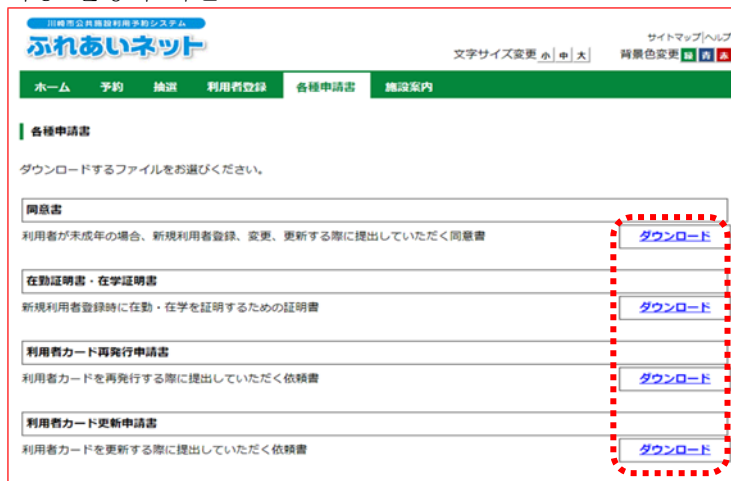 川崎市公共施設利用予約システム
ふれあいネット
サイトマップ|ヘルプ
文字サイズ変更 小 中 大 背景色変更 緑 青 赤
ホーム 予約 抽選 利用者登録 各種申請書 施設案内
各種申請書
ダウンロードするファイルをお選びください。
同意書
利用者が未成年の場合、新規利用者登録、変更、更新する際に提出していただく同意書 ダウンロード
在勤証明書・在学証明書
新規利用者登録時に在勤・在学を証明するための証明書 ダウンロード
利用者カード再発行申請書
利用者カードを再発行する際に提出していただく依頼書 ダウンロード
利用者カード更新申請書
利用者カードを更新する際に提出していただく依頼書 ダウンロード